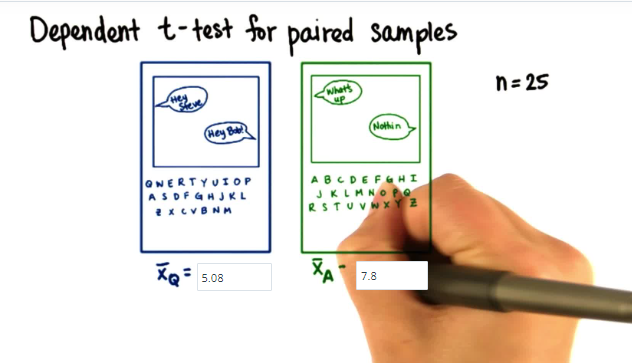 Dependent t-test for paired samples
n = 25
Hey
Steve
Hey Bob!
QWERTYUIOP
ASDFGHJKL
ZXCVBNM
x̄Q = 5.08
What's
up
Nothin
ABCDEFGHI
JKLMNOPQ
RSTUVWXYZ
x̄A - 7.8